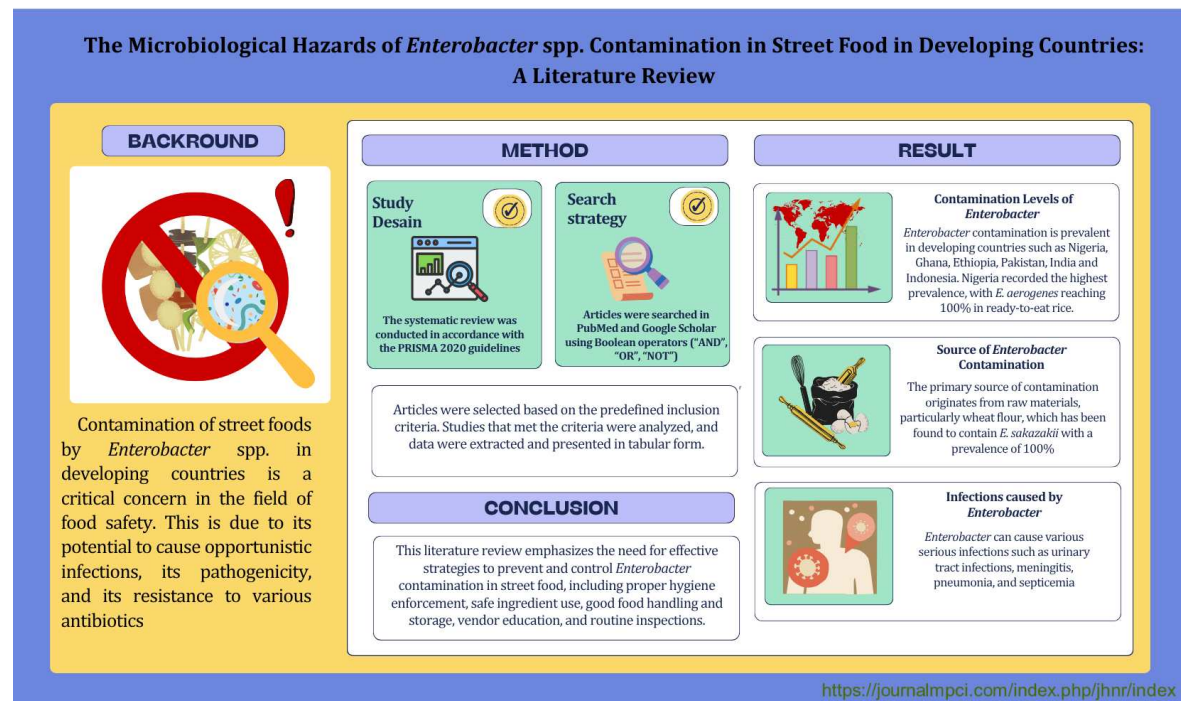 The Microbiological Hazards of Enterobacter spp. Contamination in Street Food in Developing Countries:
A Literature Review
BACKROUND
Contamination of street foods
by Enterobacter spp. in
developing countries is a
critical concern in the field of
food safety. This is due to its
potential to cause opportunistic
infections, its pathogenicity,
and its resistance to various
antibiotics
METHOD
Study
Desain
The systematic review was
conducted in accordance with
the PRISMA 2020 guidelines
Search
strategy
Articles were searched in
PubMed and Google Scholar
using Boolean operators ("AND",
"OR", "NOT")
Articles were selected based on the predefined inclusion
criteria. Studies that met the criteria were analyzed, and
data were extracted and presented in tabular form.
CONCLUSION
This literature review emphasizes the need for effective
strategies to prevent and control Enterobacter
contamination in street food, including proper hygiene
enforcement, safe ingredient use, good food handling and
storage, vendor education, and routine inspections.
RESULT
Contamination Levels of
Enterobacter
Enterobacter contamination is prevalent
in developing countries such as Nigeria,
Ghana, Ethiopia, Pakistan, India and
Indonesia. Nigeria recorded the highest
prevalence, with E. aerogenes reaching
100% in ready-to-eat rice.
Source of Enterobacter
Contamination
The primary source of contamination
originates from raw materials,
particularly wheat flour, which has been
found to contain E. sakazakii with a
prevalence of 100%
Infections caused by
Enterobacter
Enterobacter can cause various
serious infections such as urinary
tract infections, meningitis,
pneumonia, and septicemia
https://journalmpci.com/index.php/jhnr/index